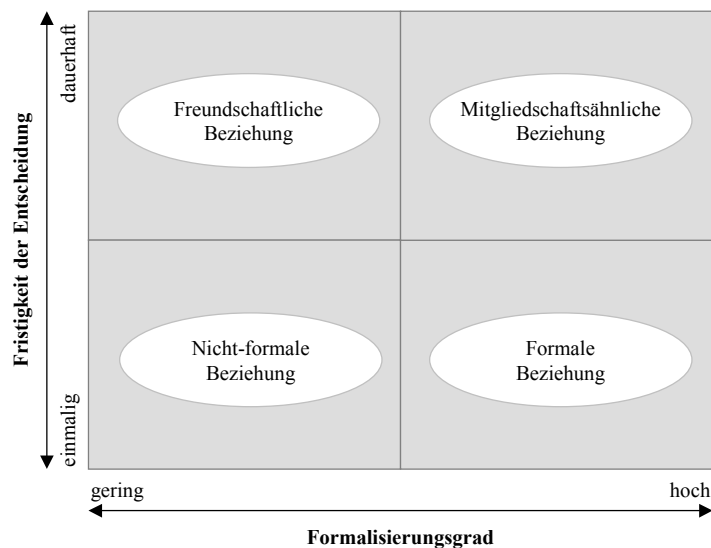 dauerhaft
Fristigkeit der Entscheidung
einmalig
Freundschaftliche
Beziehung
Mitgliedschaftsähnliche
Beziehung
Nicht-formale
Beziehung
Formale
Beziehung
gering
hoch
Formalisierungsgrad